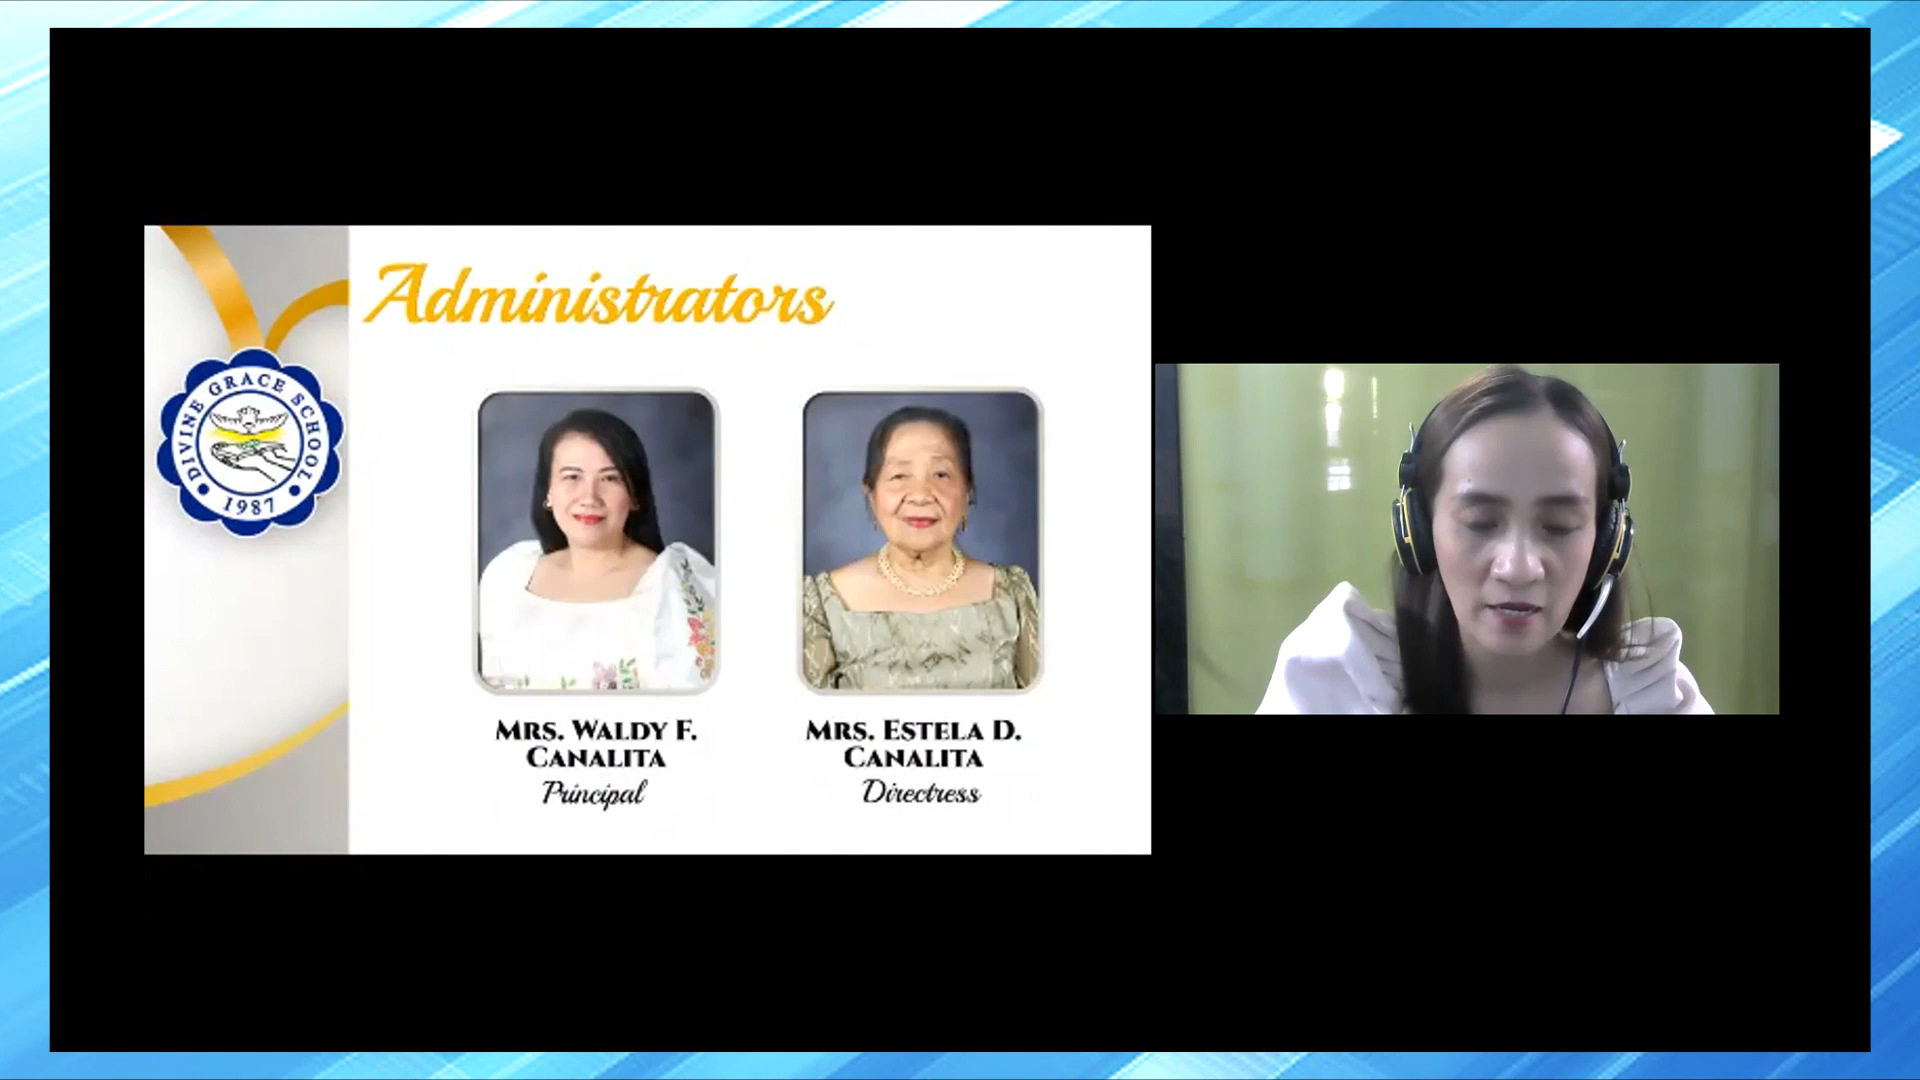 Administrators
DIVINE GRACE SCHOOL
1987
MRS. WALDY F.
CANALITA
Principal
MRS. ESTELA D.
CANALITA
Directress